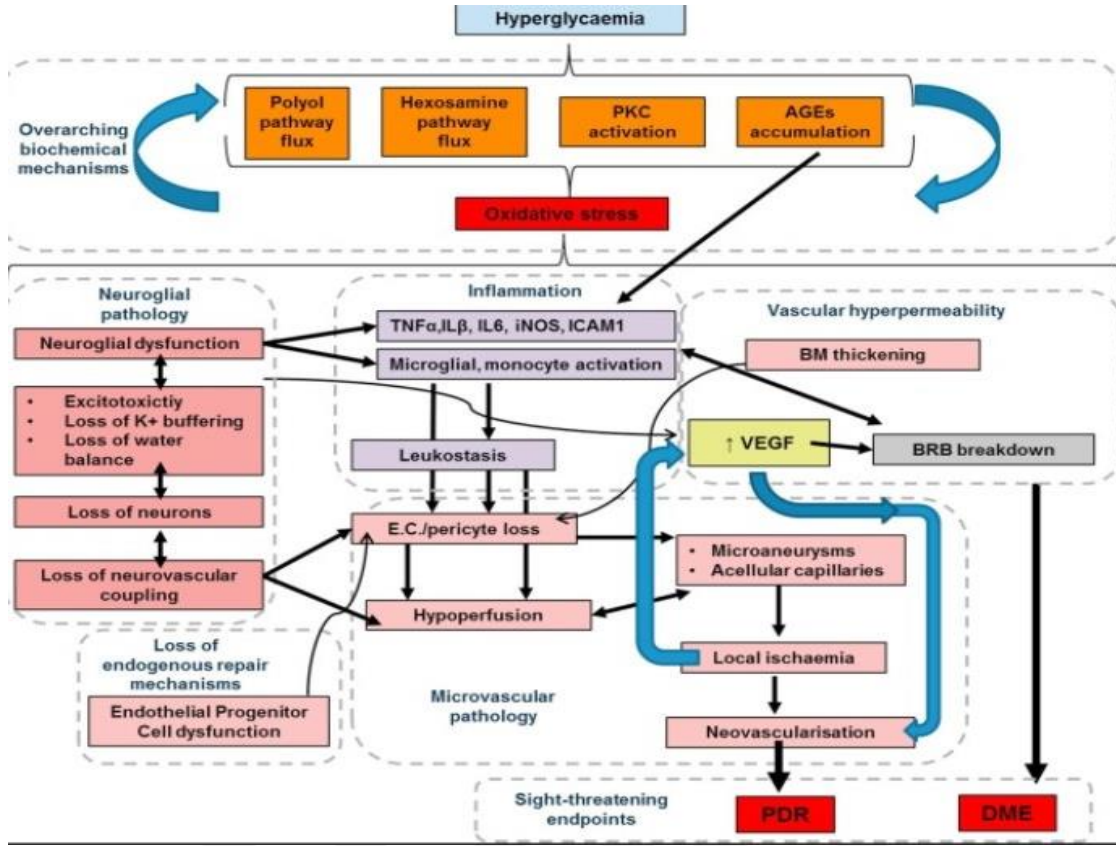 Hyperglycaemia
Overarching
biochemical
mechanisms
Polyol
pathway
flux
Hexosamine
pathway
flux
PKC
activation
AGEs
accumulation
Oxidative stress
Neuroglial
pathology
Neuroglial dysfunction
• Excitotoxictiy
• Loss of K+ buffering
• Loss of water
balance
Loss of neurons
Loss of neurovascular
coupling
Inflammation
TNFα,ILβ, IL6, iNOS, ICAM1
Microglial, monocyte activation
Leukostasis
Vascular hyperpermeability
BM thickening
↑ VEGF
BRB breakdown
E.C./pericyte loss
Hypoperfusion
• Microaneurysms
• Acellular capillaries
Local ischaemia
Neovascularisation
Microvascular
pathology
Loss of
endogenous repair
mechanisms
Endothelial Progenitor
Cell dysfunction
Sight-threatening
endpoints
PDR
DME